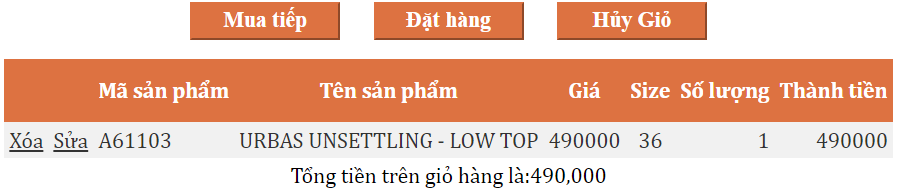 Mua tiếp Đặt hàng Hủy Giỏ
Mã sản phẩm Tên sản phẩm Giá Size Số lượng Thành tiền
Xóa Sửa A61103 URBAS UNSETTLING - LOW TOP 490000 36 1 490000
Tổng tiền trên giỏ hàng là:490,000